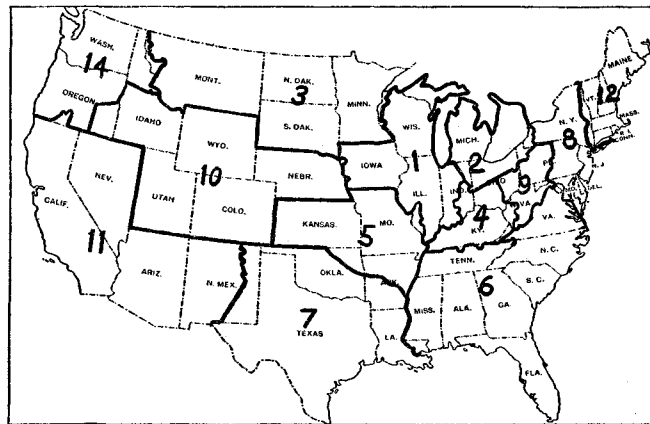 WASH.
14
OREGON
MONT.
IDAHO
N. DAK.
3
S. DAK.
MINN.
WYO.
10
NEBR.
IOWA
WIS.
1
ILL.
MICH.
2
IND.
9
N.Y.
8
VT.
12
MAINE
MASS.
R.I.
CONN.
N.J.
DEL.
NEV.
UTAH
COLO.
KANSAS
5
MO.
4
KY.
VA.
CALIF.
11
ARIZ.
N. MEX.
OKLA.
ARK.
TENN.
6
N.C.
S.C.
7
TEXAS
LA.
MISS.
ALA.
GA.
FLA.